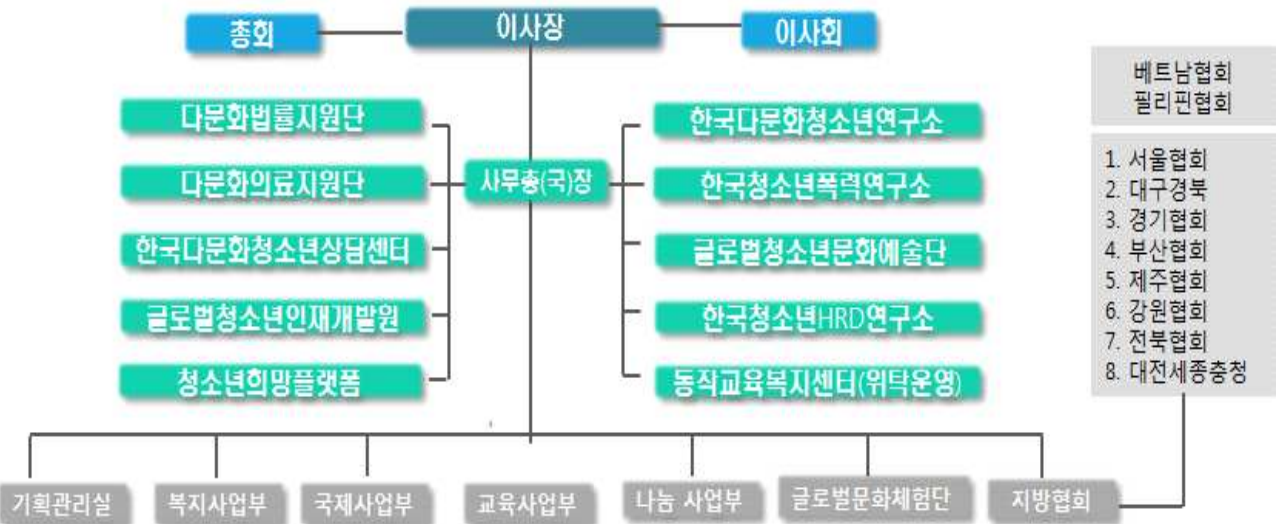 총회
이사장
이사회
베트남협회
필리핀협회
다문화법률지원단
한국다문화청소년연구소
다문화의료지원단
사무총(국)장
한국청소년폭력연구소
한국다문화청소년상담센터
글로벌청소년문화예술단
글로벌청소년인재개발원
한국청소년HRD연구소
청소년희망플랫폼
동작교육복지센터(위탁운영)
1. 서울협회
2. 대구경북
3. 경기협회
4. 부산협회
5. 제주협회
6. 강원협회
7. 전북협회
8. 대전세종충청
기획관리실
복지사업부
국제사업부
교육사업부
나눔 사업부
글로벌문화체험단
지방협회